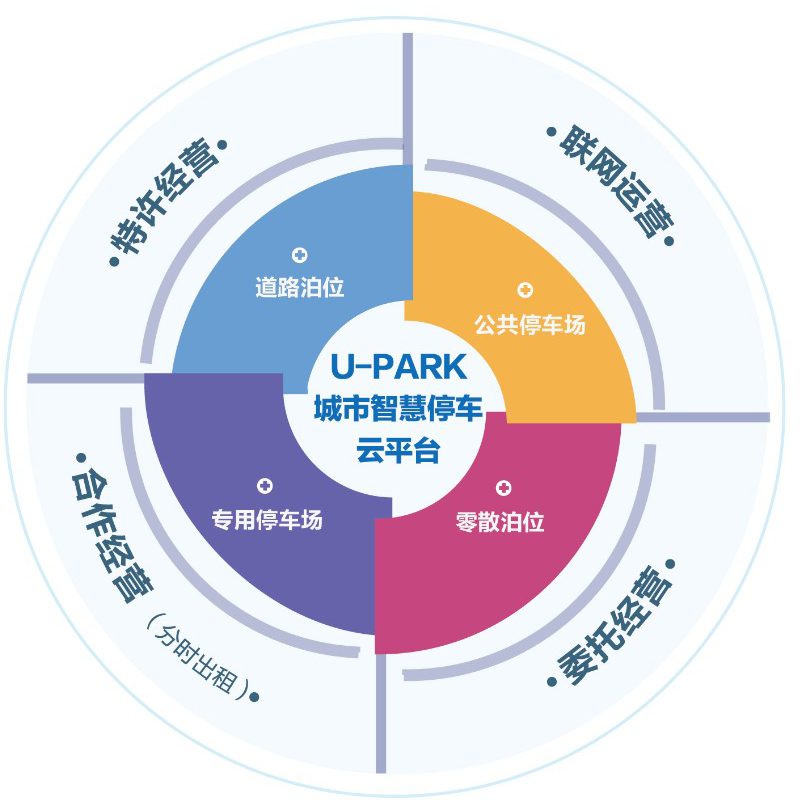 特许经营
联网运营
道路泊位
公共停车场
U-PARK
城市智慧停车
云平台
专用停车场
零散泊位
合作经营
（分时出租）
委托经营